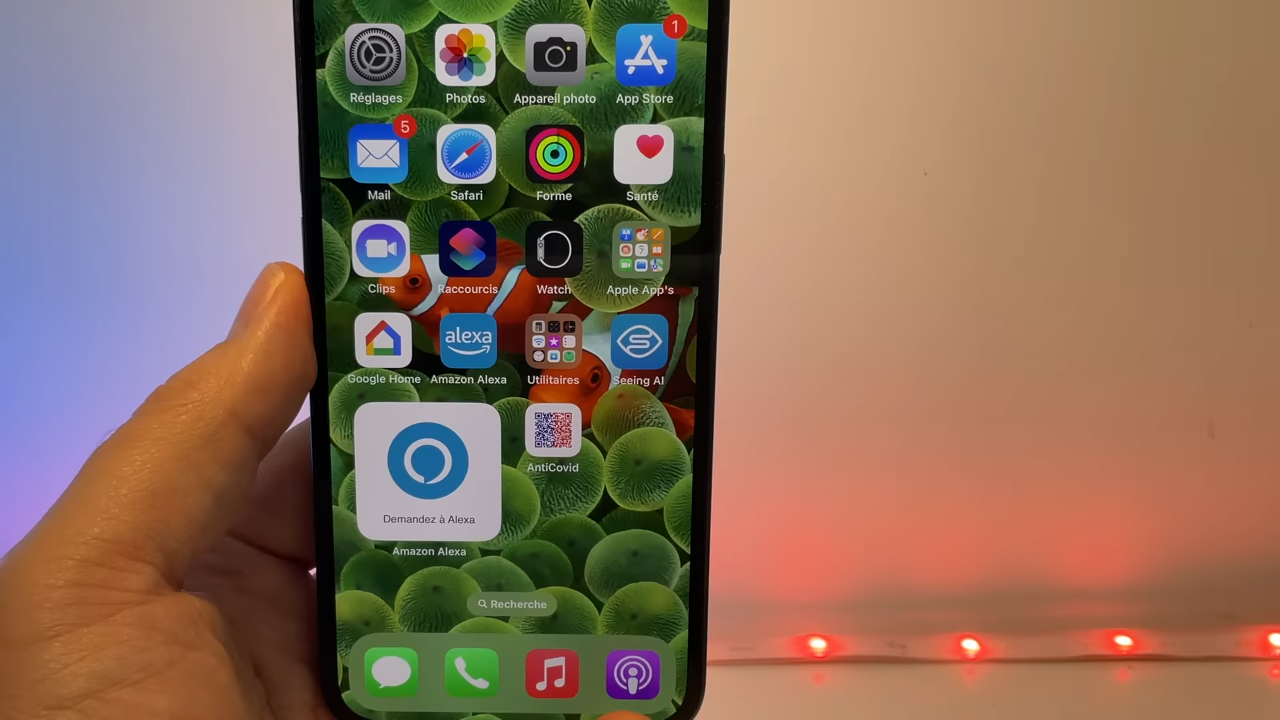 1
Réglages
Photos
Appareil photo
App Store
5
Mail
Safari
Forme
Santé
7
Clips
Raccourcis
Watch
Apple App's
alexa
Google Home
Amazon Alexa
Utilitaires
Seeing AI
AntiCovid
Demandez à Alexa
Amazon Alexa
Recherche